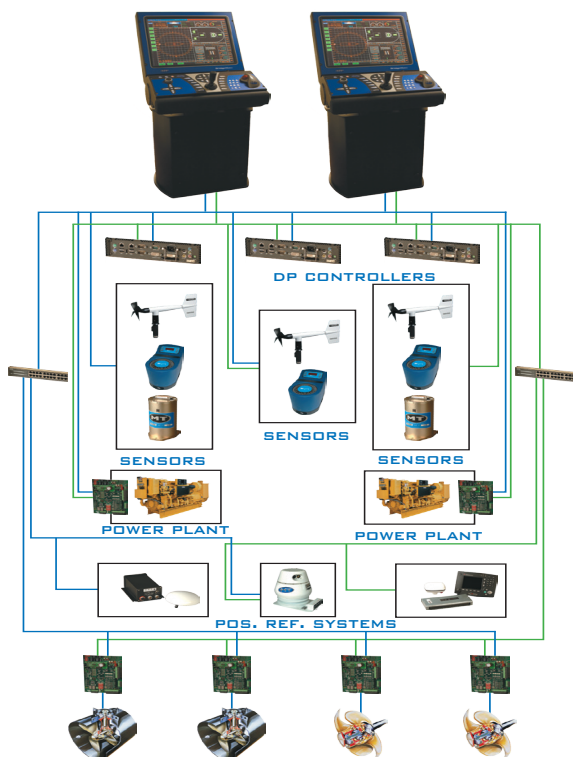 DP CONTROLLERS
SENSORS
SENSORS
SENSORS
POWER PLANT
POWER PLANT
POS. REF. SYSTEMS